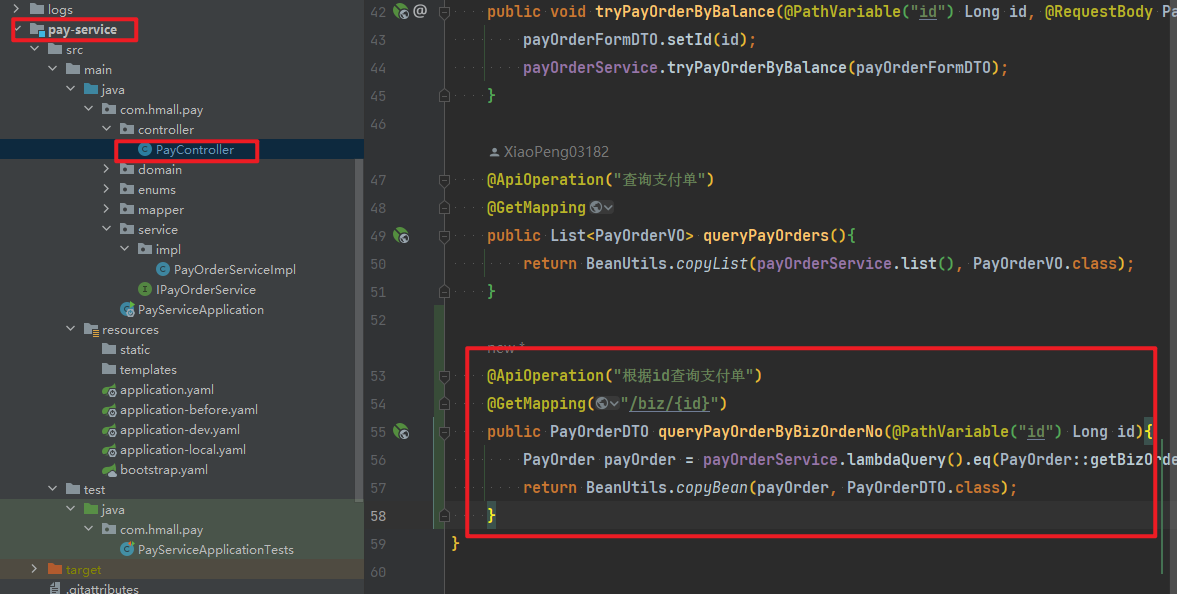 logs
pay-service
src
main
java
com.hmall.pay
controller
PayController
domain
enums
mapper
service
impl
PayOrderServiceImpl
IPayOrderService
PayServiceApplication
resources
static
templates
application.yaml
application-before.yaml
application-dev.yaml
application-local.yaml
bootstrap.yaml
test
java
com.hmall.pay
PayServiceApplicationTests
target
.gitattributes
42 @ public void tryPayOrderByBalance(@PathVariable("id") Long id, @RequestBody Pa
43 payOrderFormDTO.setId(id);
44 payOrderService.tryPayOrderByBalance(payOrderFormDTO);
45 }
46
XiaoPeng03182
47 @ApiOperation("查询支付单")
48 @GetMapping
49 public List<PayOrderVO> queryPayOrders(){
50 return BeanUtils.copyList(payOrderService.list(), PayOrderVO.class);
51 }
52
new *
53 @ApiOperation("根据id查询支付单")
54 @GetMapping("/biz/{id}")
55 public PayOrderDTO queryPayOrderByBizOrderNo(@PathVariable("id") Long id){
56 PayOrder payOrder = payOrderService.lambdaQuery().eq(PayOrder::getBizOrde
57 return BeanUtils.copyBean(payOrder, PayOrderDTO.class);
58 }
59 }
60